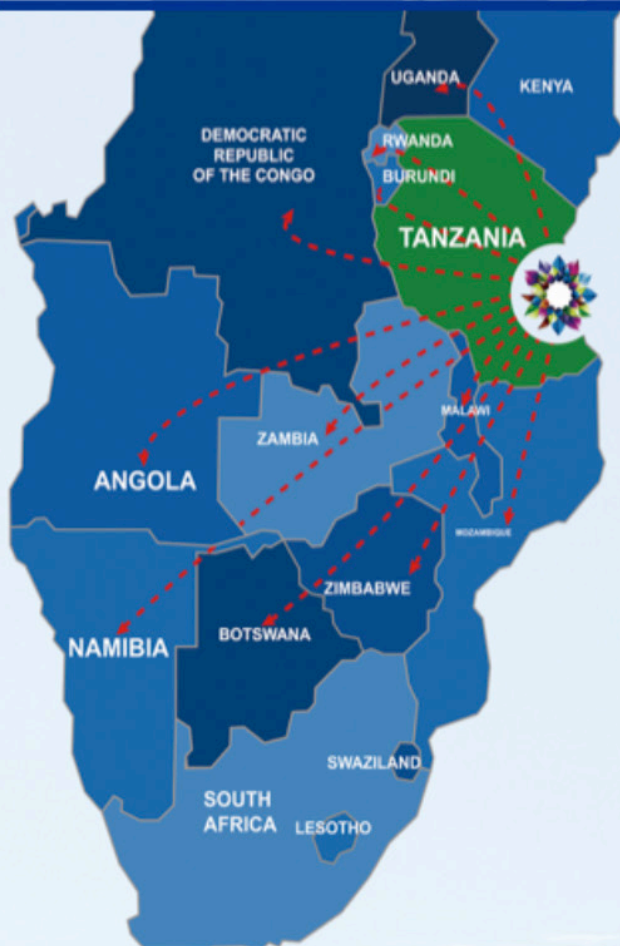 UGANDA
KENYA
DEMOCRATIC
REPUBLIC
OF THE CONGO
RWANDA
BURUNDI
TANZANIA
MALAWI
ZAMBIA
ANGOLA
MOZAMBIQUE
ZIMBABWE
NAMIBIA
BOTSWANA
SWAZILAND
SOUTH
AFRICA
LESOTHO